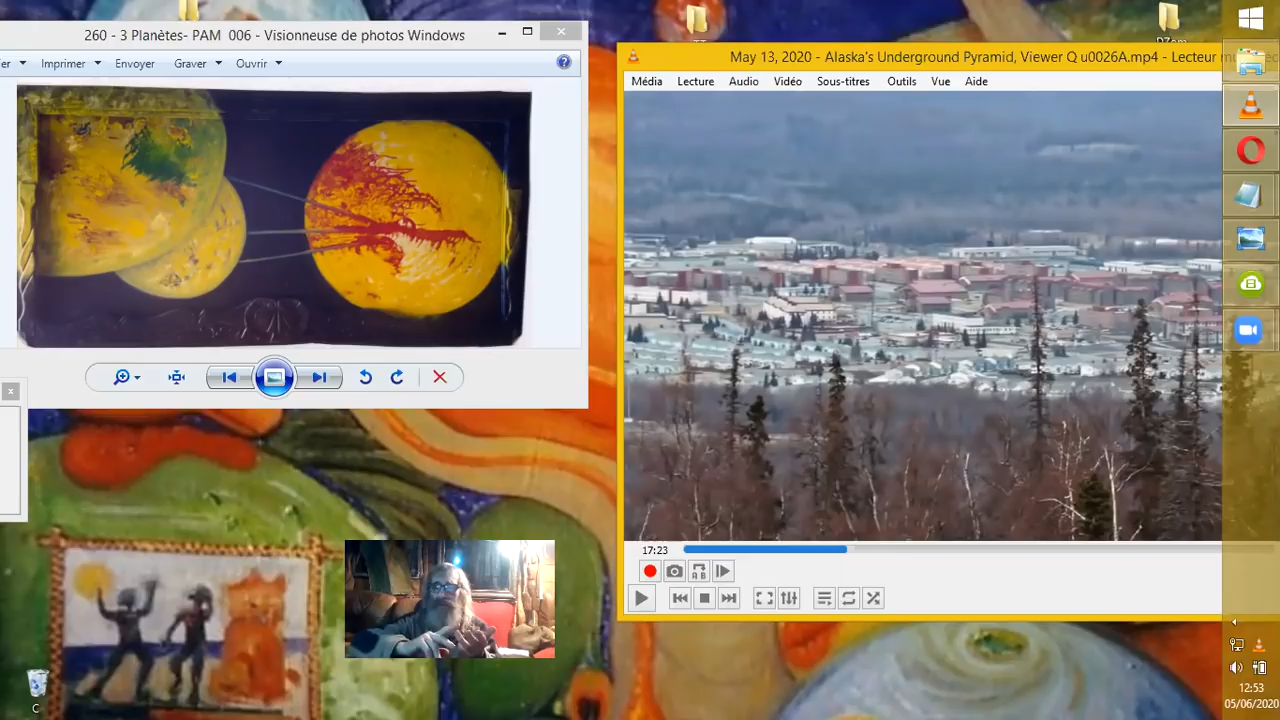 260 - 3 Planètes- PAM 006 - Visionneuse de photos Windows
er Imprimer Envoyer Graver Ouvrir
May 13, 2020 - Alaska's Underground Pyramid, Viewer Q u0026A.mp4 - Lecteur
Média Lecture Audio Vidéo Sous-titres Outils Vue Aide
17:23
A B
C
12:53
05/06/2020